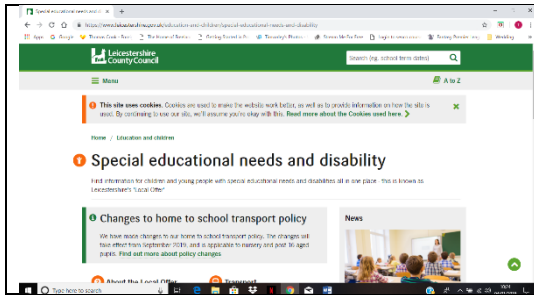 Special educational needs and d
https://www.leicestershire.gov.uk/education-and-children/special-educational-needs-and-disability
Apps
Google
Wedding
Leicestershire
County Council
Search (eg. school term dates)
Menu
A to Z
This site uses cookies. Cookies are used to make the website work better, as well as to provide information on how the site is
used. By continuing to use our site, we'll assume you're okay with this. Read more about the Cookies used here.
Home / Education and children
Special educational needs and
disability
Find information for children and young people with special educational needs and disabilities all in one place - this is known as
Leicestershire's "Local Offer"
Changes to home to
school transport policy
We have made changes to our home to school transport policy. The changes will
take effect from September 2019, and is applicable to nursery and post 16 aged
pupils. Find out more about policy changes
News
About the Local Offer
Transport
Type here to search